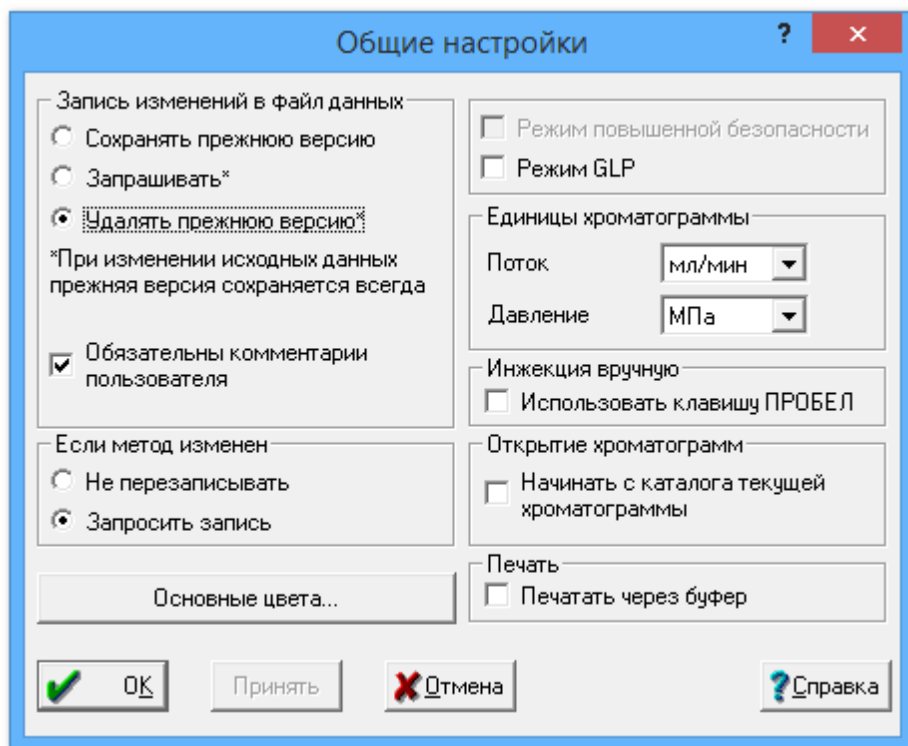 Общие настройки
?
Запись изменений в файл данных
Сохранять прежнюю версию
Запрашивать*
Удалять прежнюю версию*
*При изменении исходных данных
прежняя версия сохраняется всегда
Обязательны комментарии
пользователя
Если метод изменен
Не перезаписывать
Запросить запись
Основные цвета...
Режим повышенной безопасности
Режим GLP
Единицы хроматограммы
Поток
мл/мин
Давление
МПа
Инжекция вручную
Использовать клавишу ПРОБЕЛ
Открытие хроматограмм
Начинать с каталога текущей
хроматограммы
Печать
Печатать через буфер
OK
Принять
Отмена
?Справка